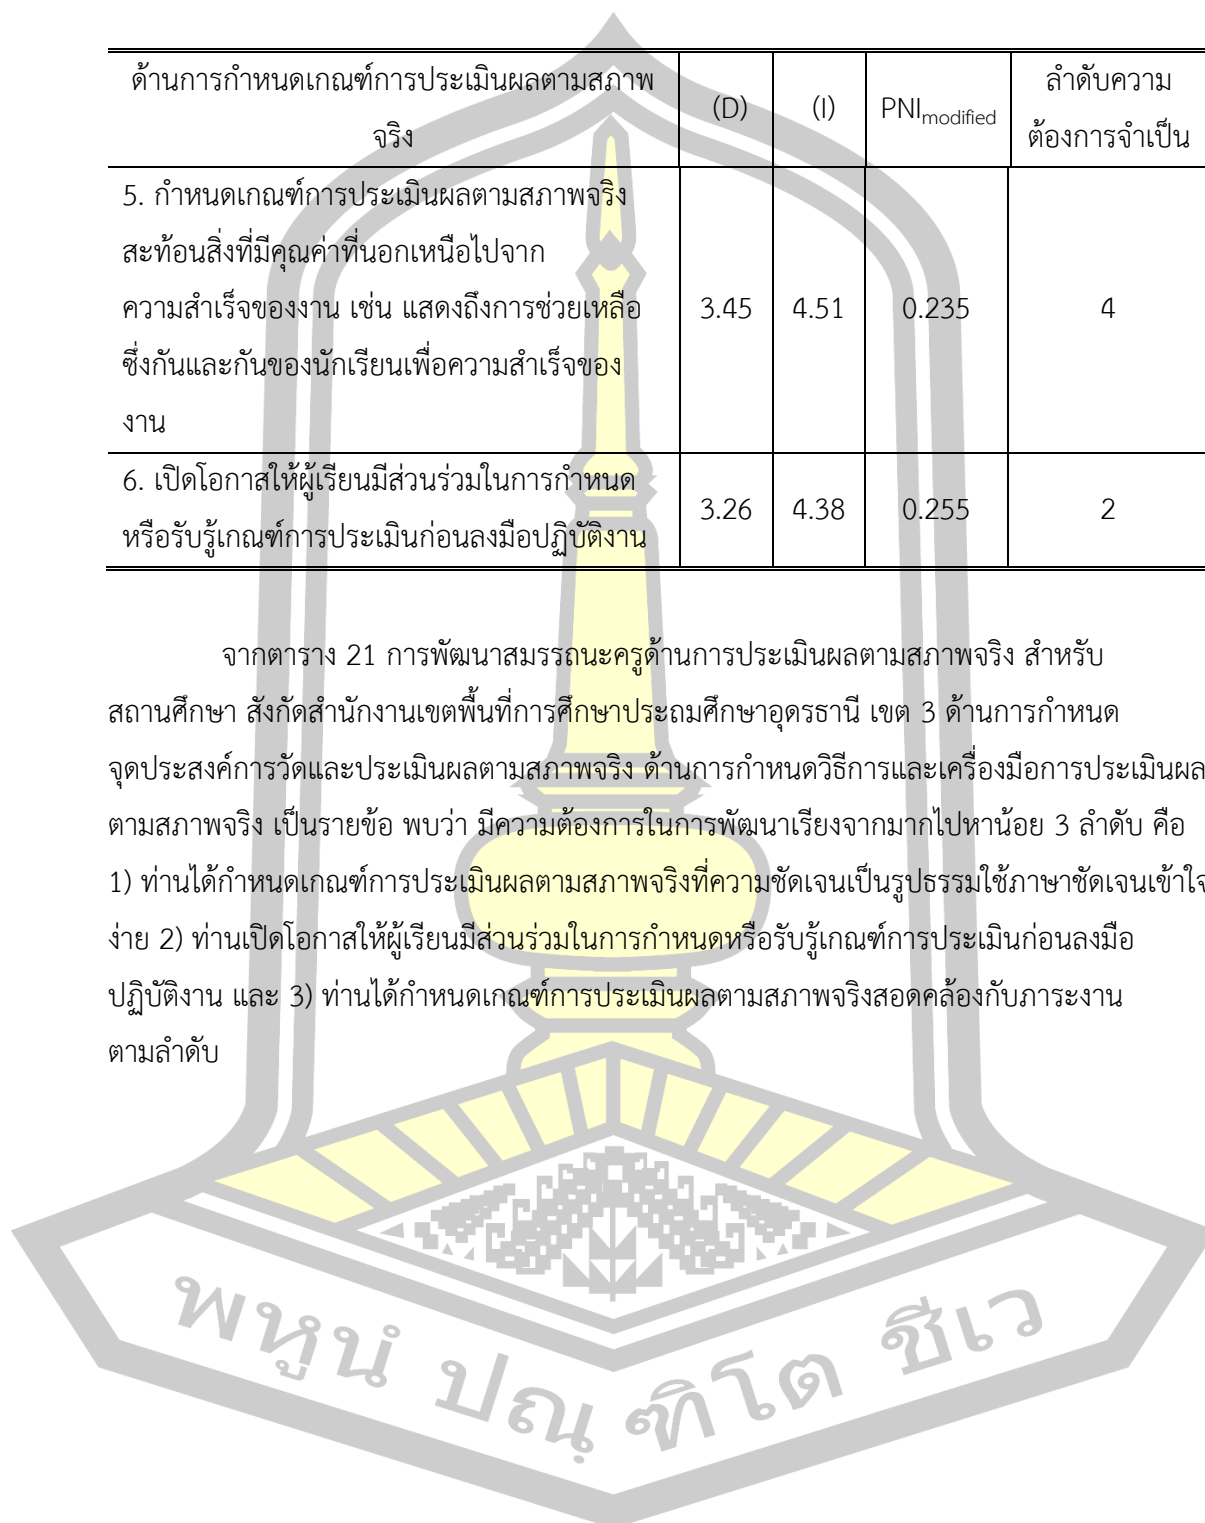 ด้านการกำหนดเกณฑ์การประเมินผลตามสภาพ
จริง
(D)
(I)
PNImodified
ลำดับความ
ต้องการจำเป็น
5. กำหนดเกณฑ์การประเมินผลตามสภาพจริง
สะท้อนสิ่งที่มีคุณค่าที่นอกเหนือไปจาก
ความสำเร็จของงาน เช่น แสดงถึงการช่วยเหลือ
ซึ่งกันและกันของนักเรียนเพื่อความสำเร็จของ
งาน
3.45
4.51
0.235
4
6. เปิดโอกาสให้ผู้เรียนมีส่วนร่วมในการกำหนด
หรือรับรู้เกณฑ์การประเมินก่อนลงมือปฏิบัติงาน
3.26
4.38
0.255
2
จากตาราง 21 การพัฒนาสมรรถนะครูด้านการประเมินผลตามสภาพจริง สำหรับ
สถานศึกษา สังกัดสำนักงานเขตพื้นที่การศึกษาประถมศึกษาอุดรธานี เขต 3 ด้านการกำหนด
จุดประสงค์การวัดและประเมินผลตามสภาพจริง ด้านการกำหนดวิธีการและเครื่องมือการประเมินผล
ตามสภาพจริง เป็นรายข้อ พบว่า มีความต้องการในการพัฒนาเรียงจากมากไปหาน้อย 3 ลำดับ คือ
1) ท่านได้กำหนดเกณฑ์การประเมินผลตามสภาพจริงที่ความชัดเจนเป็นรูปธรรมใช้ภาษาชัดเจนเข้าใจ
ง่าย 2) ท่านเปิดโอกาสให้ผู้เรียนมีส่วนร่วมในการกำหนดหรือรับรู้เกณฑ์การประเมินก่อนลงมือ
ปฏิบัติงาน และ 3) ท่านได้กำหนดเกณฑ์การประเมินผลตามสภาพจริงสอดคล้องกับภาระงาน
ตามลำดับ
พหูนํ ปณฺฑิโต ชีเว